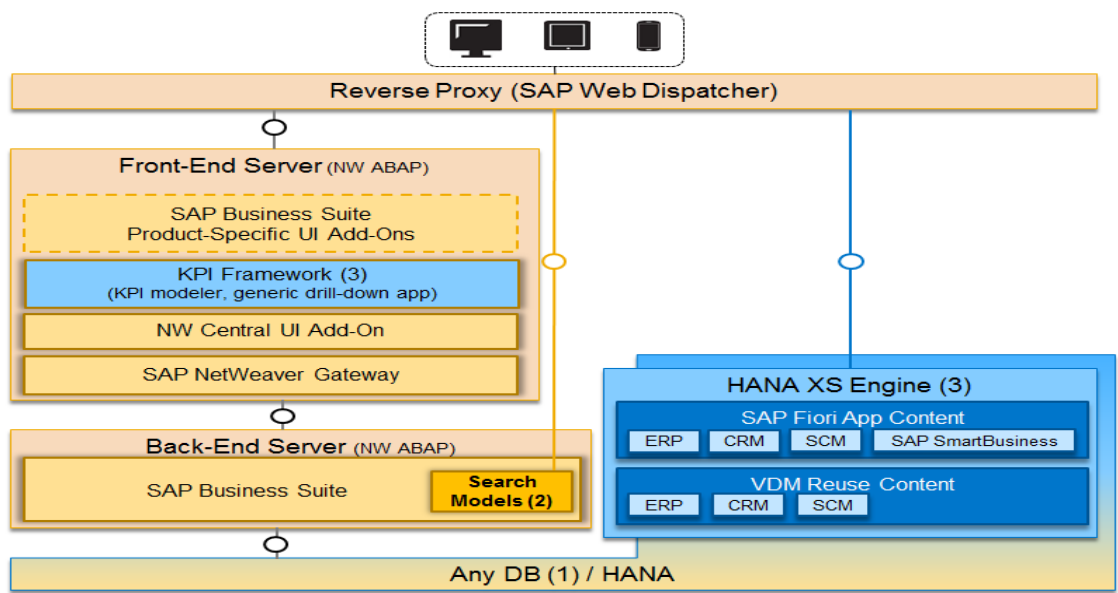 Reverse Proxy (SAP Web Dispatcher)
Front-End Server (NW ABAP)
SAP Business Suite
Product-Specific UI Add-Ons
KPI Framework (3)
(KPI modeler, generic drill-down app)
NW Central UI Add-On
SAP NetWeaver Gateway
Back-End Server (NW ABAP)
SAP Business Suite
Search
Models (2)
HANA XS Engine (3)
SAP Fiori App Content
ERP CRM SCM SAP SmartBusiness
VDM Reuse Content
ERP CRM SCM
Any DB (1) / HANA